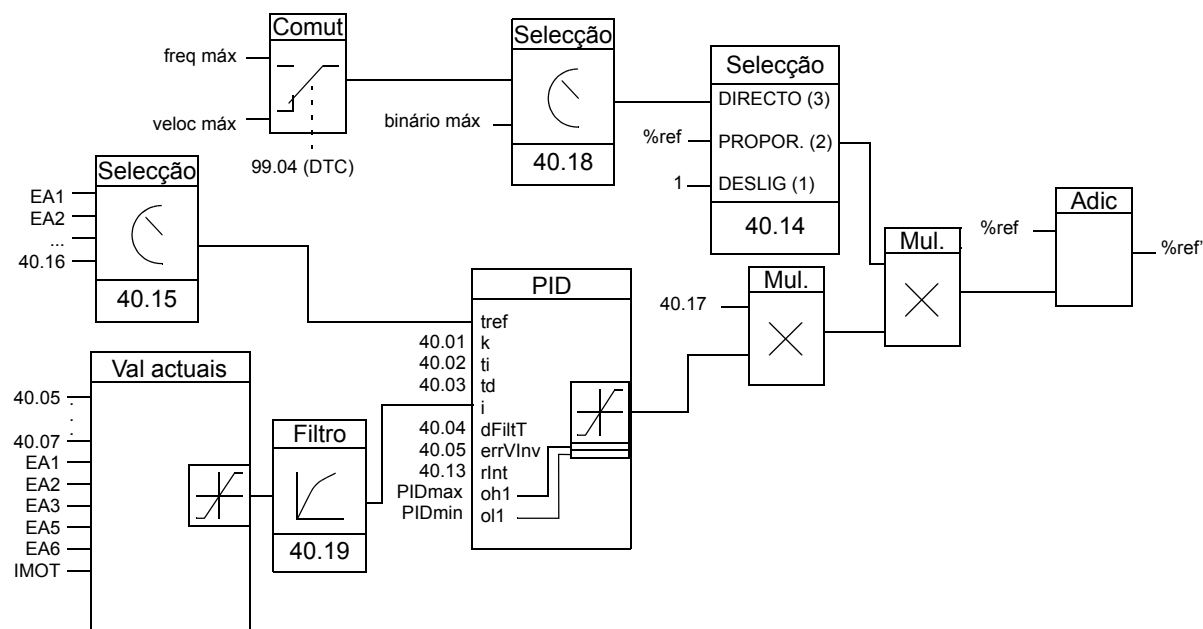 Comut
freq máx
veloc máx
99.04 (DTC)
Selecção
binário máx
40.18
Selecção
DIRECTO (3)
%ref
PROPOR. (2)
1
DESLIG (1)
40.14
Selecção
EA1
EA2
...
40.16
40.15
Adic
%ref
%ref'
Mul.
Mul.
40.17
PID
tref
40.01
k
40.02
ti
40.03
td
i
40.04
dFiltT
40.05
errVInv
40.13
rInt
PIDmax
oh1
PIDmin
ol1
Val actuais
40.05
.
.
40.07
EA1
EA2
EA3
EA5
EA6
IMOT
Filtro
40.19